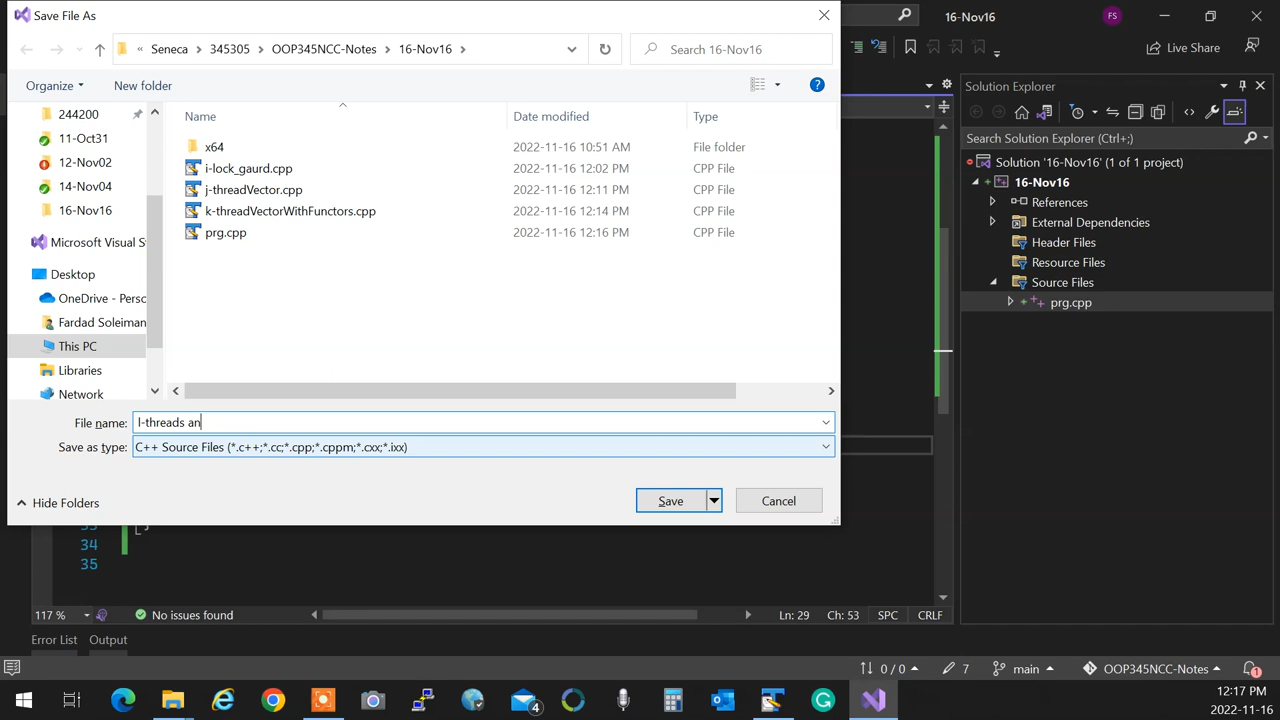 Save File As
16-Nov16
FS
« Seneca > 345305 > OOP345NCC-Notes > 16-Nov16 >
Search 16-Nov16
Live Share
Organize
New folder
Solution Explorer
Name
Date modified
Type
Search Solution Explorer (Ctrl+;)
244200
11-Oct31
12-Nov02
14-Nov04
16-Nov16
Microsoft Visual S
Desktop
OneDrive - Perso
Fardad Soleiman
This PC
Libraries
Network
x64 2022-11-16 10:51 AM File folder
i-lock_gaurd.cpp 2022-11-16 12:02 PM CPP File
j-threadVector.cpp 2022-11-16 12:11 PM CPP File
k-threadVectorWithFunctors.cpp 2022-11-16 12:14 PM CPP File
prg.cpp 2022-11-16 12:16 PM CPP File
Solution '16-Nov16' (1 of 1 project)
16-Nov16
References
External Dependencies
Header Files
Resource Files
Source Files
prg.cpp
File name: l-threads an
Save as type: C++ Source Files (*.c++;*.cc;*.cpp;*.cppm;*.cxx;*.ixx)
Hide Folders
Save
Cancel
34
35
117 %
No issues found
Ln: 29 Ch: 53 SPC CRLF
Error List Output
0 / 0
7
main
OOP345NCC-Notes
1
4
12:17 PM
2022-11-16